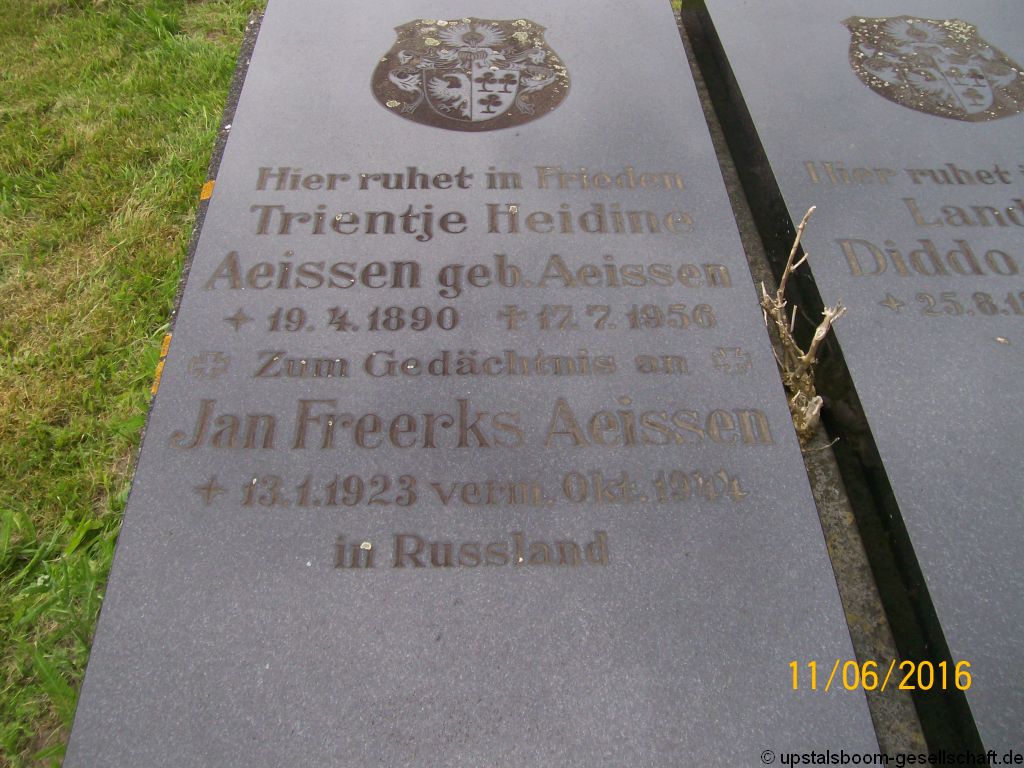 Hier ruhet in Frieden
Trientje Heidine
Aeissen geb. Aeissen
+ 19. 4. 1890 ✝ 17. 7. 1956
Zum Gedächtnis an
Jan Freerks Aeissen
+ 13. 1. 1923 verm. Okt. 1944
in Russland
Hier ruhet
Diddo
+ 25. 6.
11/06/2016
© upstalsboom-gesellschaft.de